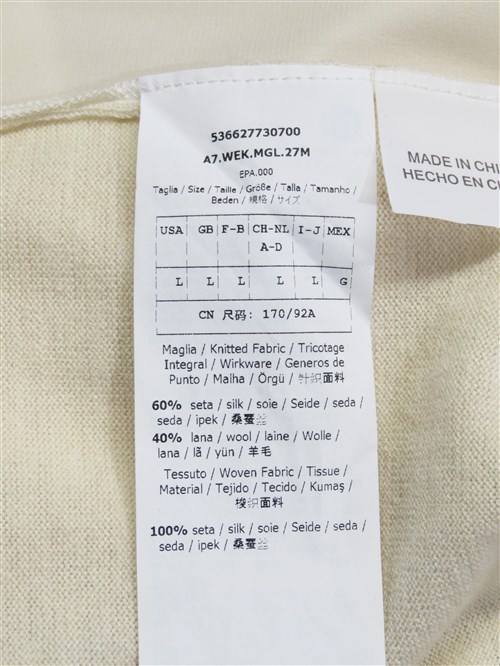 536627730700
A7.WEK.MGL.27M
EPA.000
Taglia / Size / Taille / Größe / Talla / Tamanho /
Beden / 規格 / サイズ
USA GB F-B CH-NL I-J MEX
A-D
L L L L L G
CN 尺码: 170/92A
Maglia / Knitted Fabric / Tricotage
Integral / Wirkware / Generos de
Punto / Malha / Örgü / 针织面料
60% seta / silk / soie / Seide / seda /
seda / ipek / 桑蚕丝
40% lana / wool / laine / Wolle /
lana / lã / yün / 羊毛
Tessuto / Woven Fabric / Tissue /
Material / Tejido / Tecido / Kumaş /
梭织面料
100% seta / silk / soie / Seide / seda /
seda / ipek / 桑蚕丝
MADE IN
HECHO EN